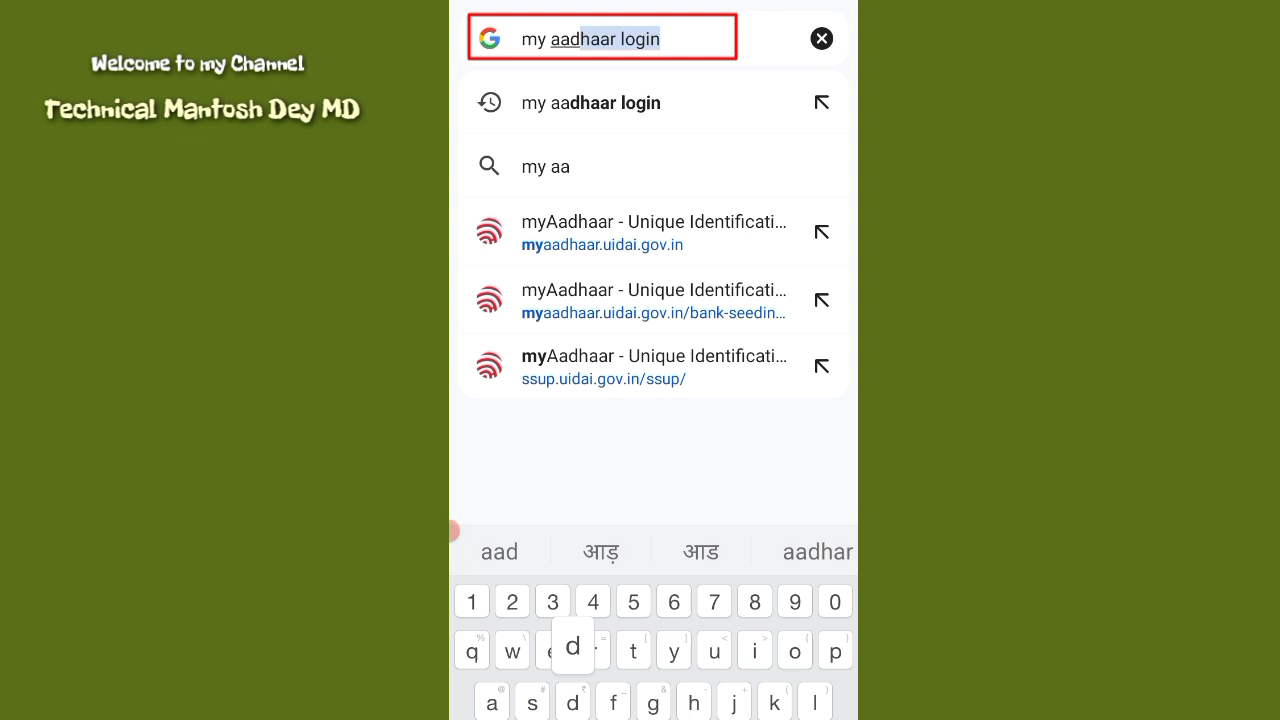 Welcome to my Channel
Technical Mantosh Dey MD
my aadhaar login
my aadhaar login
my aa
myAadhaar - Unique Identificati...
myaadhaar.uidai.gov.in
myAadhaar - Unique Identificati...
myaadhaar.uidai.gov.in/bank-seedin...
myAadhaar - Unique Identificati...
ssup.uidai.gov.in/ssup/
aad आड़ आड aadhar
1 2 3 4 5 6 7 8 9 0
d
q w e t y u i o p
a s d f g h j k l